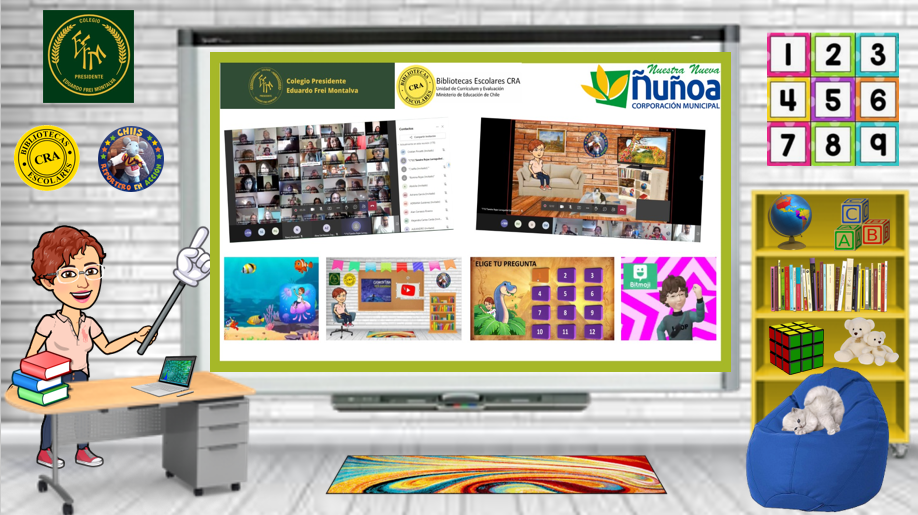 COLEGIO
PRESIDENTE
EDUARDO FREI MONTALVA
BIBLIOTECAS
CRA
ESCOLARES
CHIIS
REPORTERO EN ACCIÓN
Colegio Presidente
Eduardo Frei Montalva
BIBLIOTECAS
CRA
ESCOLARES
Bibliotecas Escolares CRA
Unidad de Currículum y Evaluación
Ministerio de Educación de Chile
Nuestra Nueva
Ñuñoa
CORPORACIÓN MUNICIPAL
ELIGE TU PREGUNTA
2 3
4 5 6
7 8 9
10 11 12
Bitmoji
1 2 3
4 5 6
7 8 9
C
A B